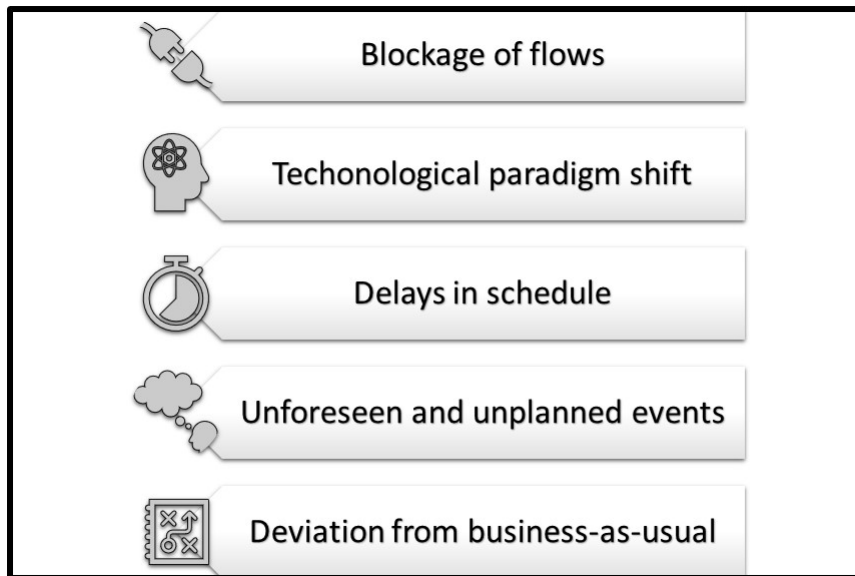 Blockage of flows
Techonological paradigm shift
Delays in schedule
Unforeseen and unplanned events
Deviation from business-as-usual